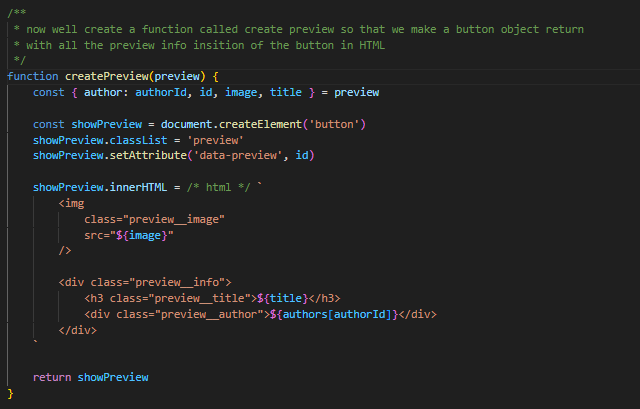 /**
* now well create a function called create preview so that we make a button object return
* with all the preview info insition of the button in HTML
*/
function createPreview(preview) {
const { author: authorId, id, image, title } = preview
const showPreview = document.createElement('button')
showPreview.classList = 'preview'
showPreview.setAttribute('data-preview', id)
showPreview.innerHTML = /* html */ `
<img
class="preview__image"
src="${image}"
/>
<div class="preview__info">
<h3 class="preview__title">${title}</h3>
<div class="preview__author">${authors[authorId]}</div>
</div>
`
return showPreview
}